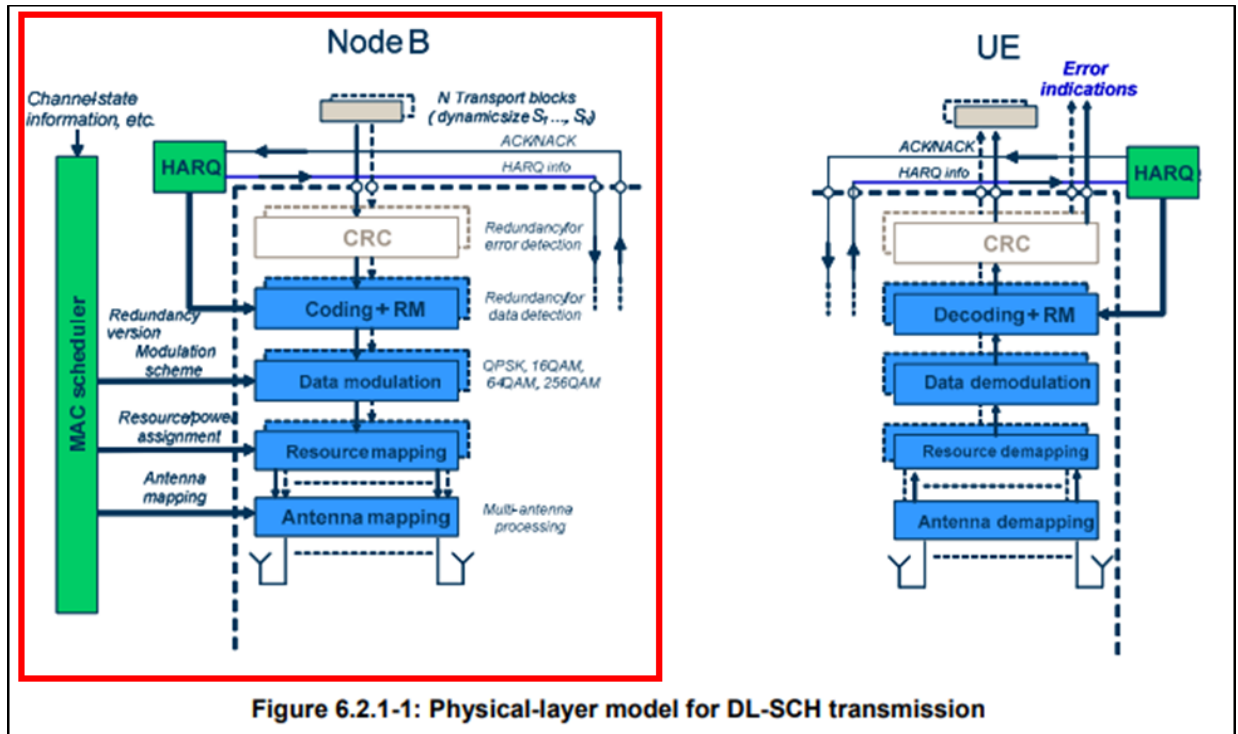 Node B
Channel-state
information, etc.
N Transport blocks
(dynamic size S1 ..., SN)
ACK/NACK
HARQ info
HARQ
CRC
Redundancy for
error detection
Coding + RM
Redundancy for
data detection
Redundancy
version
Modulation
scheme
Data modulation
QPSK, 16QAM,
64QAM, 256QAM
MAC scheduler
Resource/power
assignment
Resource mapping
Antenna
mapping
Antenna mapping
Multi-antenna
processing
UE
Error
indications
ACK/NACK
HARQ info
HARQ
CRC
Decoding + RM
Data demodulation
Resource demapping
Antenna demapping
Figure 6.2.1-1: Physical-layer model for DL-SCH transmission